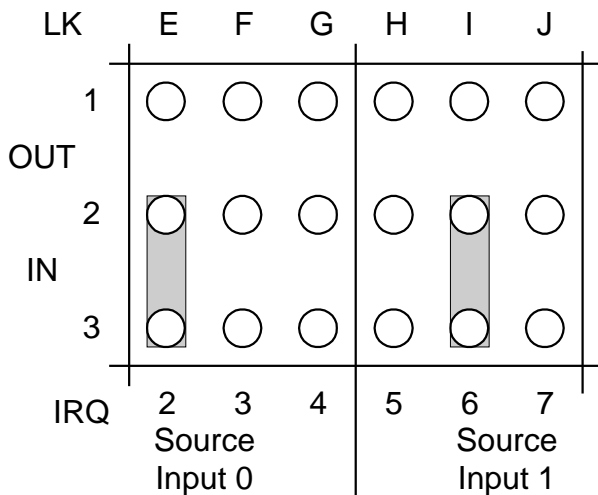 LK E F G H I J
1
OUT
2
IN
3
IRQ 2 3 4 5 6 7
Source Source
Input 0 Input 1